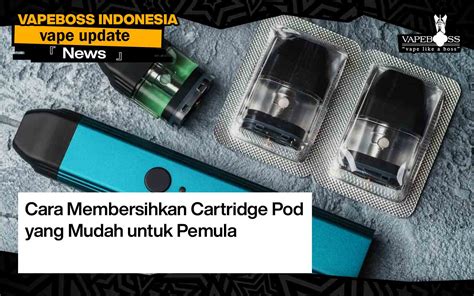 VAPEBOSS INDONESIA
vape update
『 News 』
VAPEBOSS
"vape like a boss"
Cara Membersihkan Cartridge Pod
yang Mudah untuk Pemula